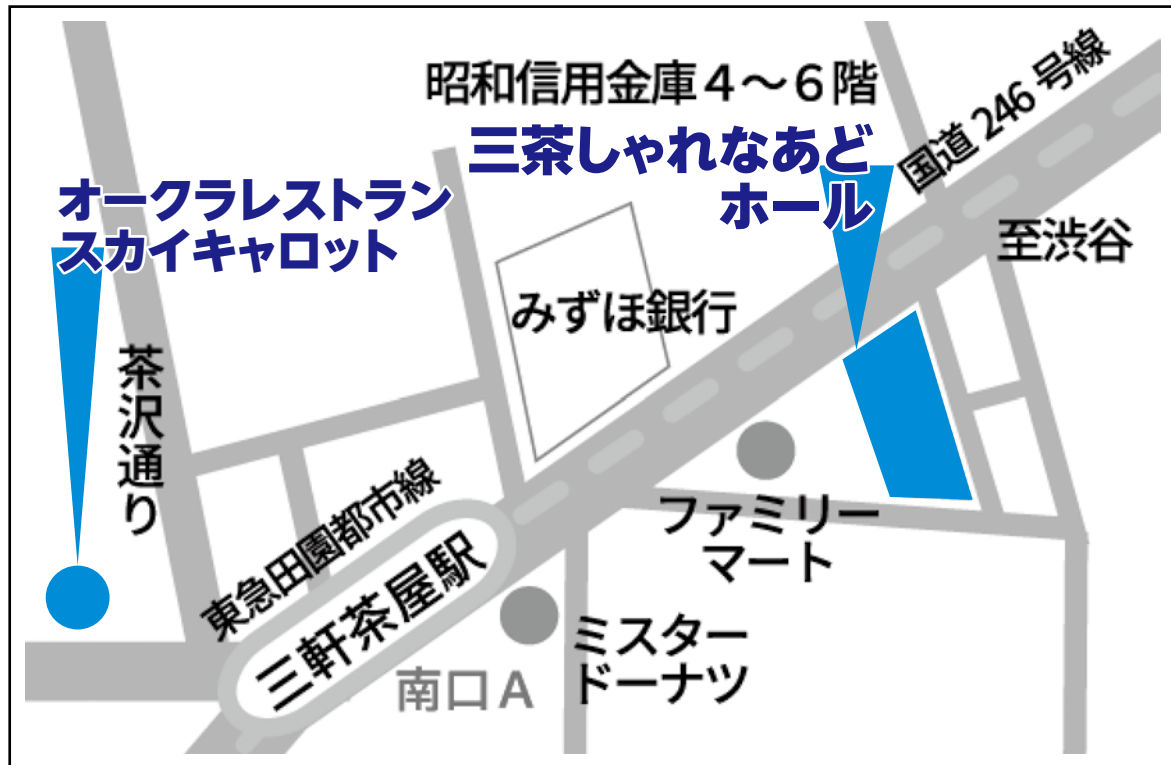 昭和信用金庫４～６階
三茶しゃれなあど
ホール
国道246号線
オークラレストラン
スカイキャロット
至渋谷
みずほ銀行
茶沢通り
東急田園都市線
三軒茶屋駅
ファミリー
マート
ミスター
ドーナツ
南口A